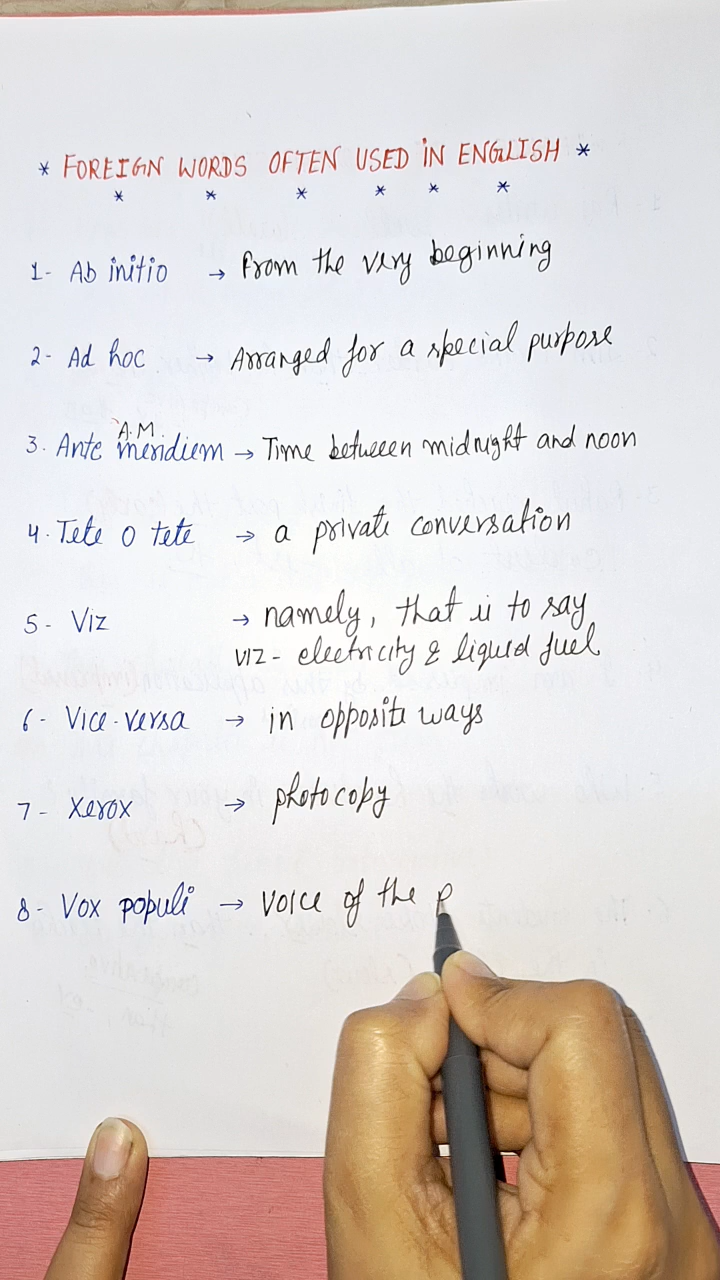 * FOREIGN WORDS OFTEN USED IN ENGLISH *
* * * * * *
1- Ab initio → From the very beginning
2- Ad hoc → Arranged for a special purpose
A.M
3. Ante meridiem → Time between midnight and noon
4. Tete o tete → a private conversation
5- Viz → namely, that is to say
VIZ - electricity & liquid fuel
6- Vice-versa → in opposite ways
7- Xerox → photocopy
8- Vox populi → Voice of the p